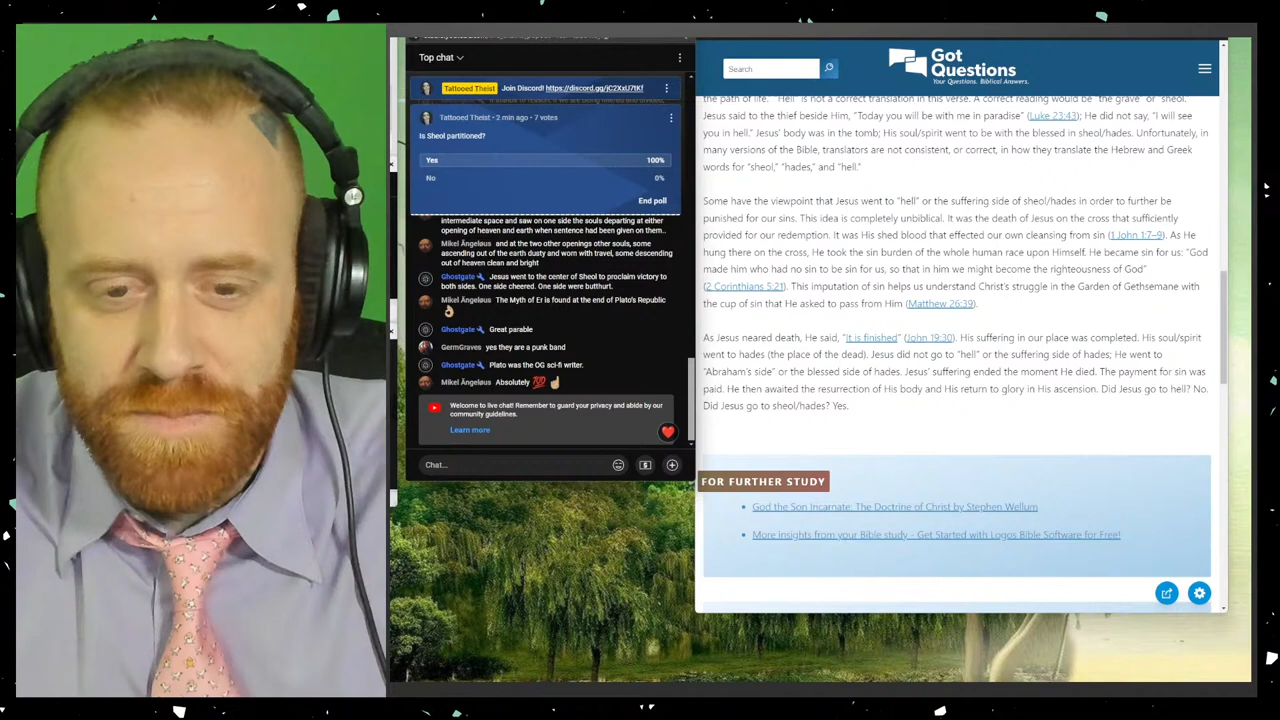 Top chat
Tattooed Theist Join Discord! https://discord.gg/jC2XxU7tKf
Tattooed Theist • 2 min ago • 7 votes
Is Sheol partitioned?
Yes 100%
No 0%
End poll
intermediate space and saw on one side the souls departing at either
opening of heaven and earth when sentence had been given on them..
Mikel Ángeløus and at the two other openings other souls, some
ascending out of the earth dusty and worn with travel, some descending
out of heaven clean and bright
Ghostgate Jesus went to the center of Sheol to proclaim victory to
both sides. One side cheered. One side were butthurt.
Mikel Ángeløus The Myth of Er is found at the end of Plato's Republic
👌🏼
Ghostgate Great parable
GermGraves yes they are a punk band
Ghostgate Plato was the OG sci-fi writer.
Mikel Ángeløus Absolutely 💯 ☝🏼
Welcome to live chat! Remember to guard your privacy and abide by our
community guidelines.
Learn more
Chat...
Search
Got
Questions
Your Questions. Biblical Answers.
the path of life." "Hell" is not a correct translation in this verse. A correct reading would be "the grave" or "sheol."
Jesus said to the thief beside Him, "Today you will be with me in paradise" (Luke 23:43); He did not say, "I will see
you in hell." Jesus' body was in the tomb; His soul/spirit went to be with the blessed in sheol/hades. Unfortunately, in
many versions of the Bible, translators are not consistent, or correct, in how they translate the Hebrew and Greek
words for "sheol," "hades," and "hell."
Some have the viewpoint that Jesus went to "hell" or the suffering side of sheol/hades in order to further be
punished for our sins. This idea is completely unbiblical. It was the death of Jesus on the cross that sufficiently
provided for our redemption. It was His shed blood that effected our own cleansing from sin (1 John 1:7–9). As He
hung there on the cross, He took the sin burden of the whole human race upon Himself. He became sin for us: "God
made him who had no sin to be sin for us, so that in him we might become the righteousness of God"
(2 Corinthians 5:21). This imputation of sin helps us understand Christ's struggle in the Garden of Gethsemane with
the cup of sin that He asked to pass from Him (Matthew 26:39).
As Jesus neared death, He said, "It is finished" (John 19:30). His suffering in our place was completed. His soul/spirit
went to hades (the place of the dead). Jesus did not go to "hell" or the suffering side of hades; He went to
"Abraham's side" or the blessed side of hades. Jesus' suffering ended the moment He died. The payment for sin was
paid. He then awaited the resurrection of His body and His return to glory in His ascension. Did Jesus go to hell? No.
Did Jesus go to sheol/hades? Yes.
FOR FURTHER STUDY
God the Son Incarnate: The Doctrine of Christ by Stephen Wellum
More insights from your Bible study - Get Started with Logos Bible Software for Free!